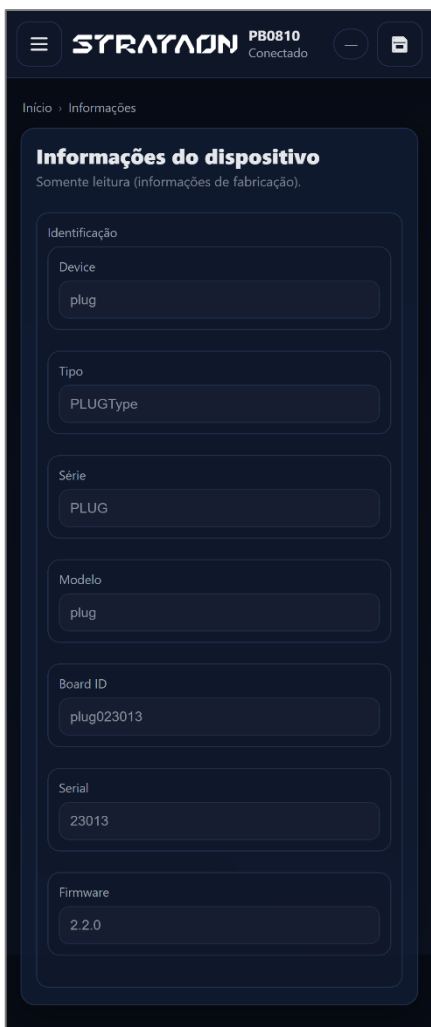 STRATAON
PB0810
Conectado
—
Início › Informações
Informações do dispositivo
Somente leitura (informações de fabricação).
Identificação
Device
plug
Tipo
PLUGType
Série
PLUG
Modelo
plug
Board ID
plug023013
Serial
23013
Firmware
2.2.0